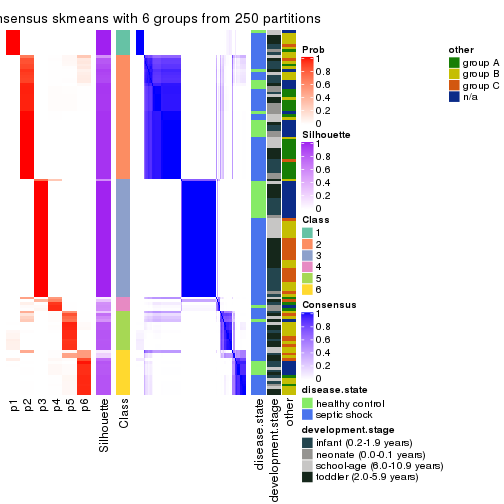 nsensus skmeans with 6 groups from 250 partitions
Prob
1
0.8
0.6
0.4
0.2
0
Silhouette
1
0.8
0.6
0.4
0.2
0
Class
1
2
3
4
5
6
Consensus
1
0.8
0.6
0.4
0.2
0
disease.state
healthy control
septic shock
development.stage
infant (0.2-1.9 years)
neonate (0.0-0.1 years)
school-age (6.0-10.9 years)
toddler (2.0-5.9 years)
other
group A
group B
group C
n/a
p1
p2
p3
p4
p5
p6
Silhouette
Class
disease.state
development.stage
other